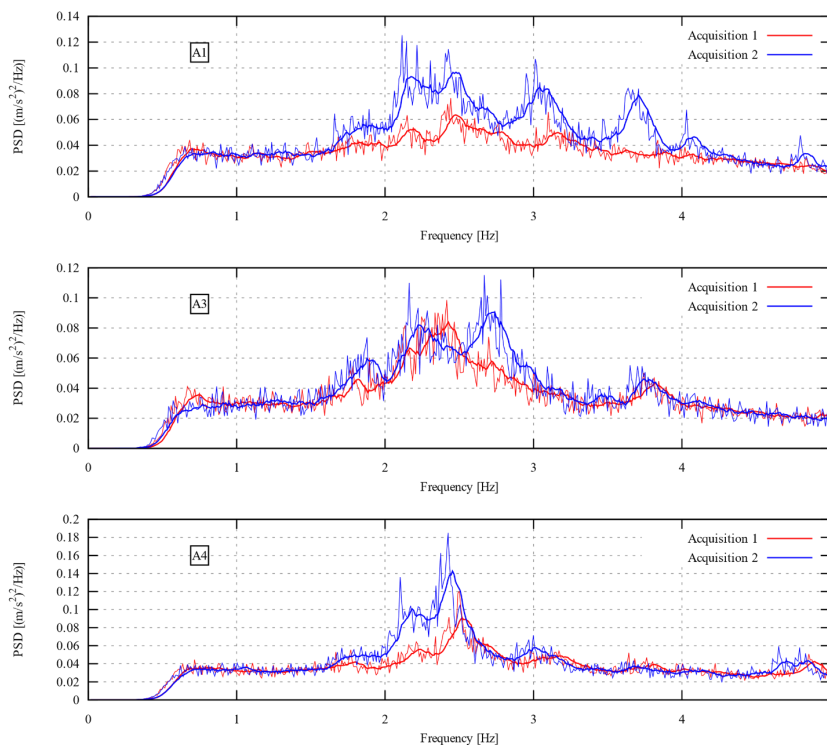 0.14
0.12
0.1
0.08
0.06
0.04
0.02
0
PSD [(m/s²)²/Hz)]
A1
Acquisition 1
Acquisition 2
0 1 2 3 4
Frequency [Hz]
0.12
0.1
0.08
0.06
0.04
0.02
0
PSD [(m/s²)²/Hz)]
A3
Acquisition 1
Acquisition 2
0 1 2 3 4
Frequency [Hz]
0.2
0.18
0.16
0.14
0.12
0.1
0.08
0.06
0.04
0.02
0
PSD [(m/s²)²/Hz)]
A4
Acquisition 1
Acquisition 2
0 1 2 3 4
Frequency [Hz]